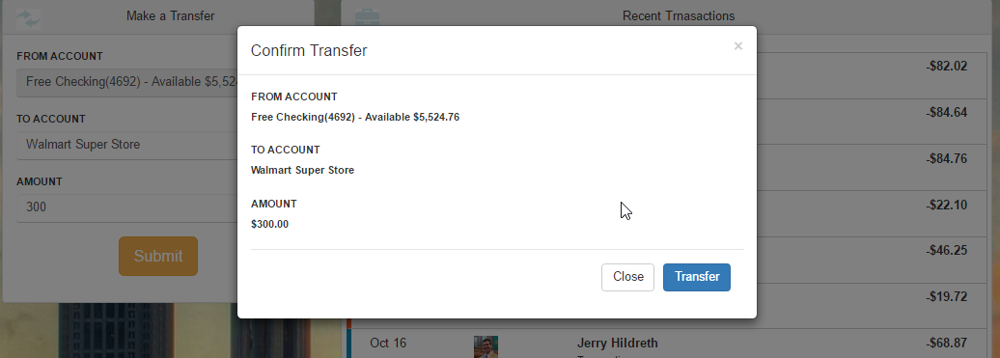 Make a Transfer
FROM ACCOUNT
Free Checking(4692) - Available $5,52
TO ACCOUNT
Walmart Super Store
AMOUNT
300
Submit
Recent Trnasactions
-$82.02
-$84.64
-$84.76
-$22.10
-$46.25
-$19.72
Oct 16 Jerry Hildreth -$68.87
Confirm Transfer ×
FROM ACCOUNT
Free Checking(4692) - Available $5,524.76
TO ACCOUNT
Walmart Super Store
AMOUNT
$300.00
Close Transfer